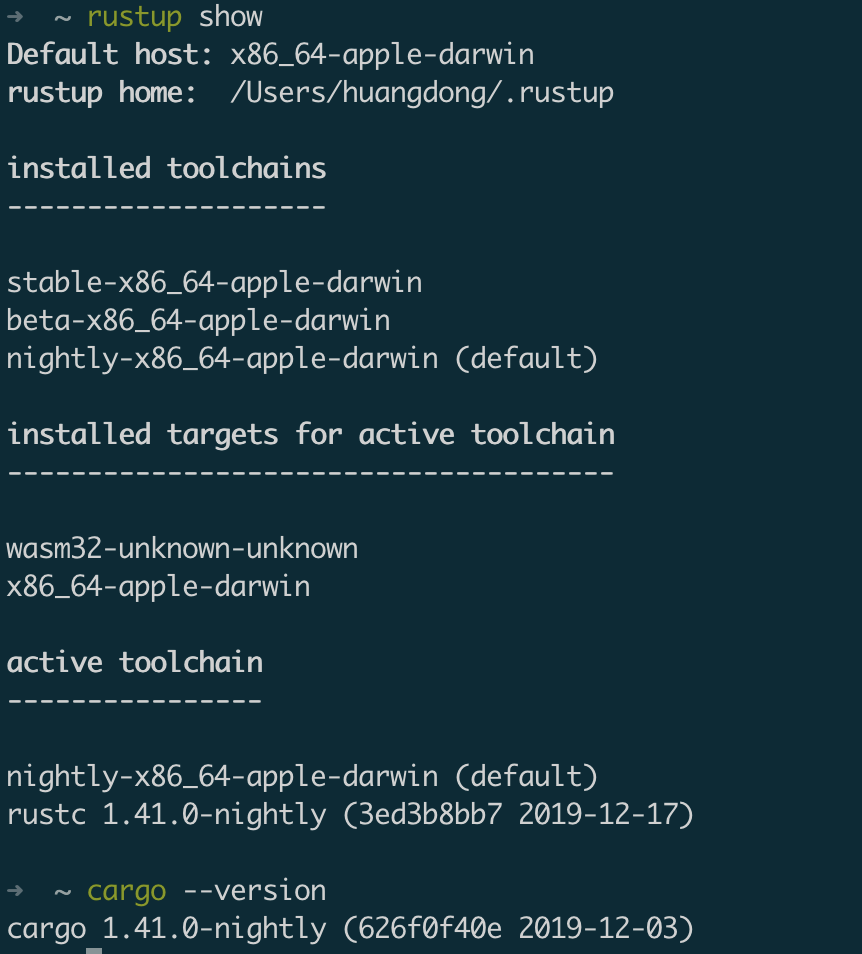 → ~ rustup show
Default host: x86_64-apple-darwin
rustup home:  /Users/huangdong/.rustup
installed toolchains
--------------------
stable-x86_64-apple-darwin
beta-x86_64-apple-darwin
nightly-x86_64-apple-darwin (default)
installed targets for active toolchain
--------------------------------------
wasm32-unknown-unknown
x86_64-apple-darwin
active toolchain
----------------
nightly-x86_64-apple-darwin (default)
rustc 1.41.0-nightly (3ed3b8bb7 2019-12-17)
→ ~ cargo --version
cargo 1.41.0-nightly (626f0f40e 2019-12-03)